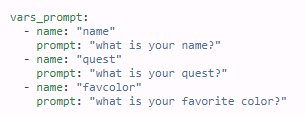 vars_prompt:
  - name: "name"
    prompt: "what is your name?"
  - name: "quest"
    prompt: "what is your quest?"
  - name: "favcolor"
    prompt: "what is your favorite color?"